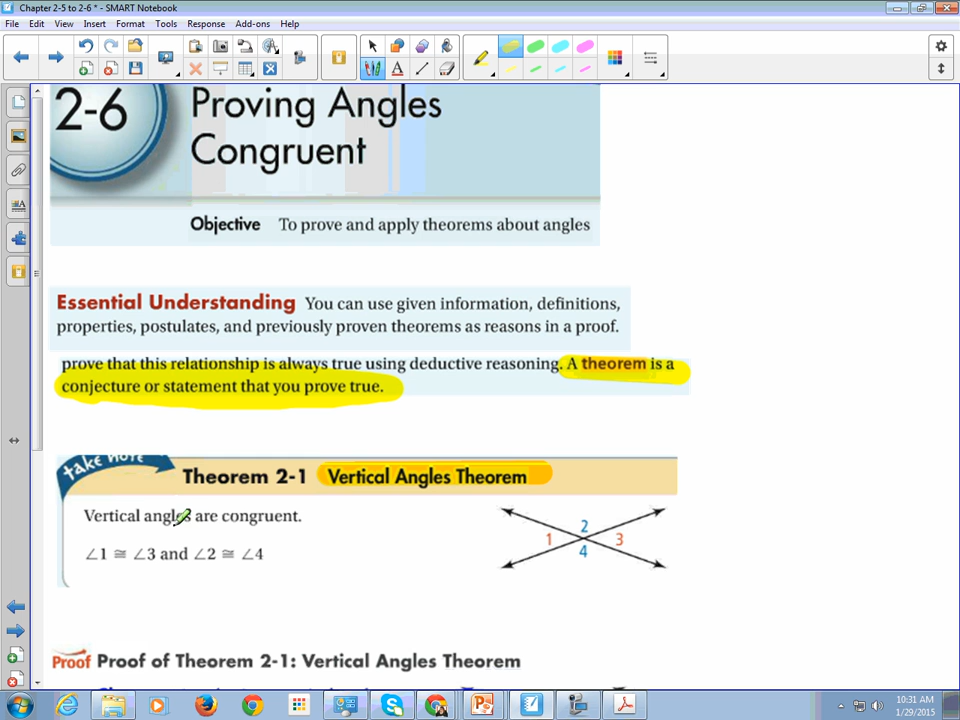 Chapter 2-5 to 2-6 * - SMART Notebook
File Edit View Insert Format Tools Response Add-ons Help
2-6
Proving Angles
Congruent
Objective To prove and apply theorems about angles
Essential Understanding You can use given information, definitions,
properties, postulates, and previously proven theorems as reasons in a proof.
prove that this relationship is always true using deductive reasoning. A theorem is a
conjecture or statement that you prove true.
take note
Theorem 2-1 Vertical Angles Theorem
Vertical angles are congruent.
∠1 ≅ ∠3 and ∠2 ≅ ∠4
1 2 3 4
Proof Proof of Theorem 2-1: Vertical Angles Theorem
10:31 AM
1/29/2015